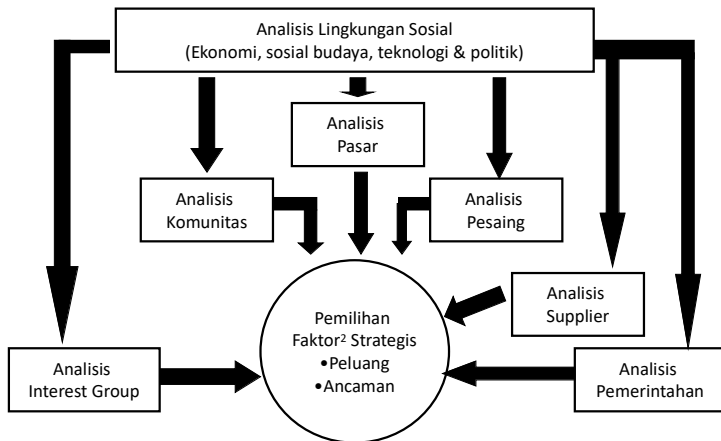 Analisis Lingkungan Sosial
(Ekonomi, sosial budaya, teknologi & politik)
Analisis
Pasar
Analisis
Komunitas
Analisis
Pesaing
Analisis
Supplier
Pemilihan
Faktor² Strategis
•Peluang
•Ancaman
Analisis
Interest Group
Analisis
Pemerintahan